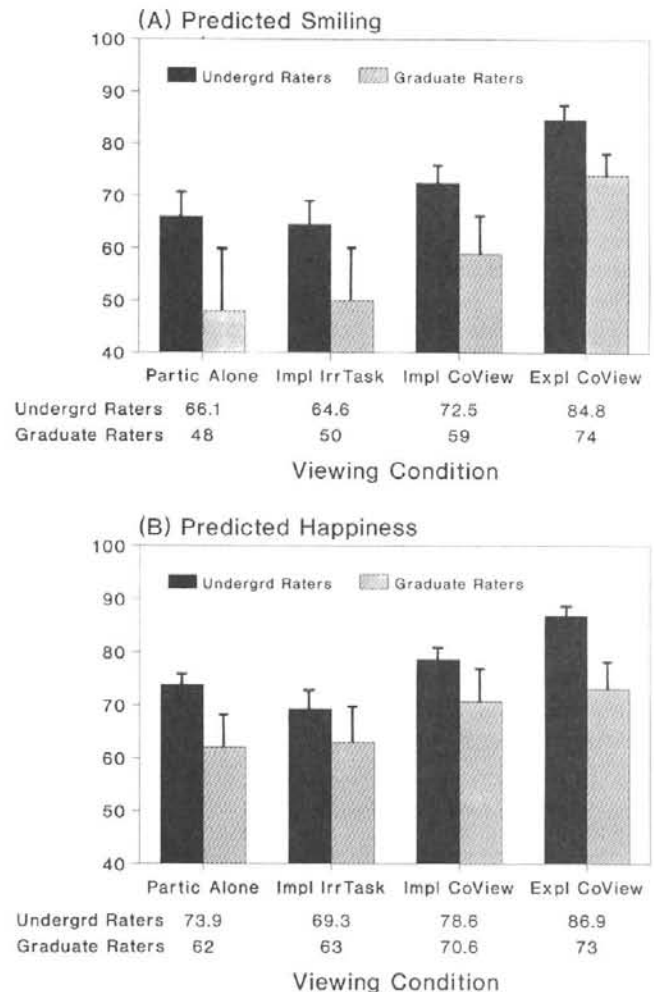 (A) Predicted Smiling
100
Undergrd Raters Graduate Raters
90
80
70
60
50
40
Partic Alone Impl IrrTask Impl CoView Expl CoView
Undergrd Raters 66.1 64.6 72.5 84.8
Graduate Raters 48 50 59 74
Viewing Condition
(B) Predicted Happiness
100
Undergrd Raters Graduate Raters
90
80
70
60
50
40
Partic Alone Impl IrrTask Impl CoView Expl CoView
Undergrd Raters 73.9 69.3 78.6 86.9
Graduate Raters 62 63 70.6 73
Viewing Condition